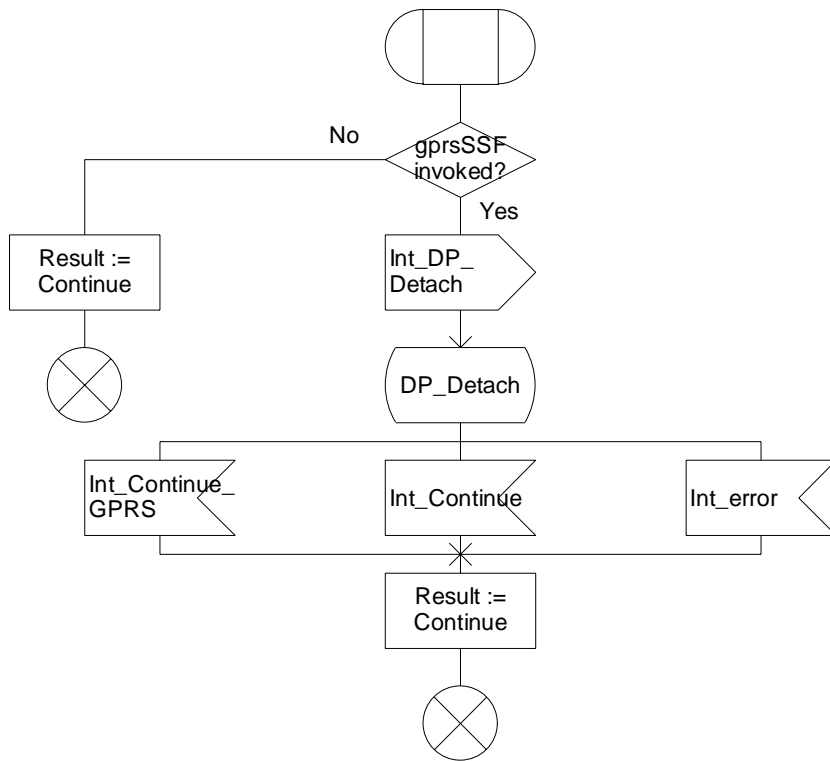 No
gprsSSF
invoked?
Yes
Result :=
Continue
Int_DP_
Detach
DP_Detach
Int_Continue_
GPRS
Int_Continue
Int_error
Result :=
Continue